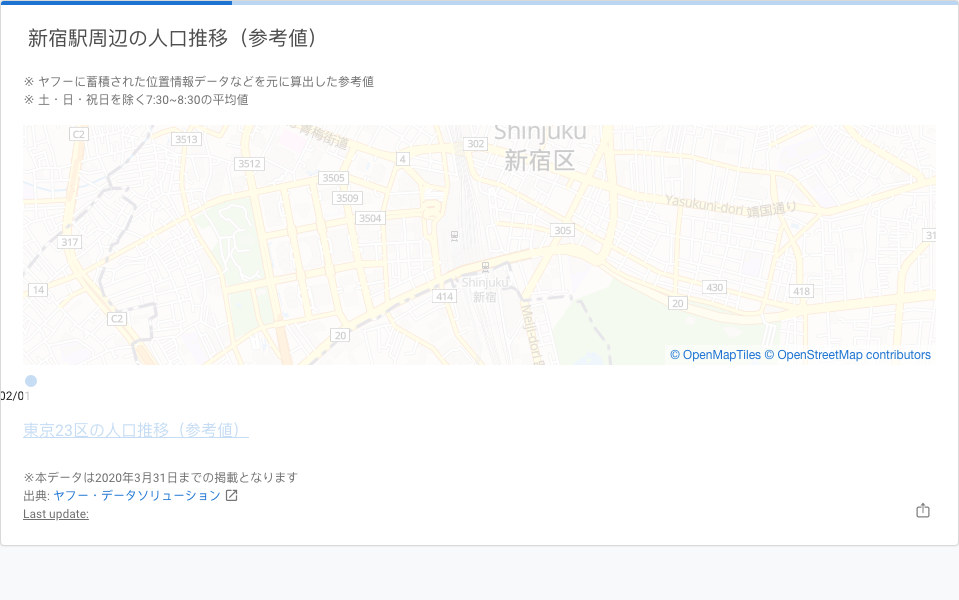 新宿駅周辺の人口推移（参考値）
※ ヤフーに蓄積された位置情報データなどを元に算出した参考値
※ 土・日・祝日を除く7:30~8:30の平均値
C2
3513
青梅街道
302
Shinjuku
新宿区
3512
4
3505
3509
3504
Yasukuni-dori 靖国通り
317
305
31
14
Shinjuku
新宿
414
430
418
20
C2
20
Meiji-dori
© OpenMapTiles © OpenStreetMap contributors
02/01
東京23区の人口推移（参考値）
※本データは2020年3月31日までの掲載となります
出典: ヤフー・データソリューション
Last update: